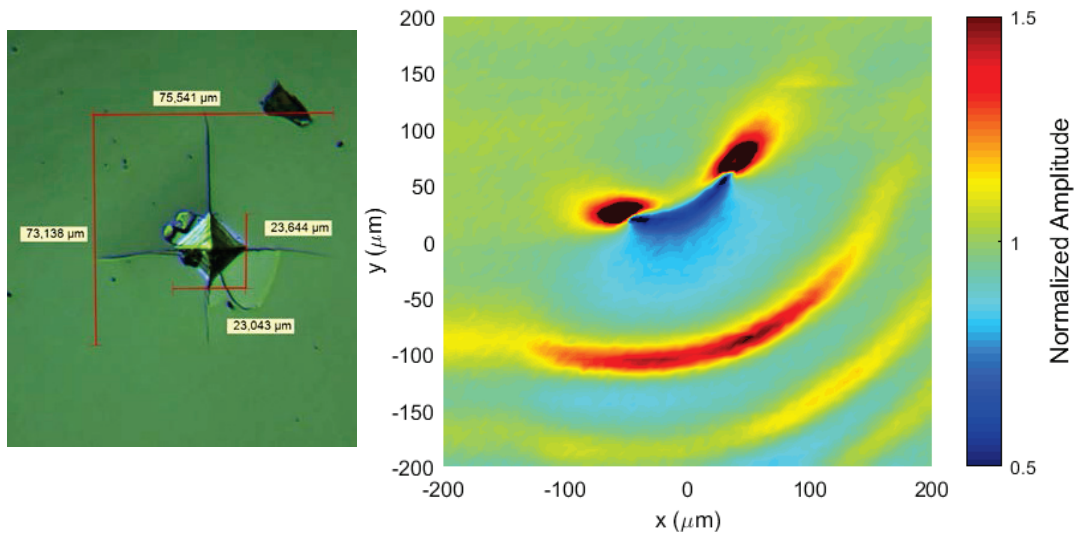 75,541 µm
73,138 µm
23,644 µm
23,043 µm
200
150
100
50
0
-50
-100
-150
-200
y (µm)
-200
-100
0
100
200
x (µm)
1.5
1
0.5
Normalized Amplitude